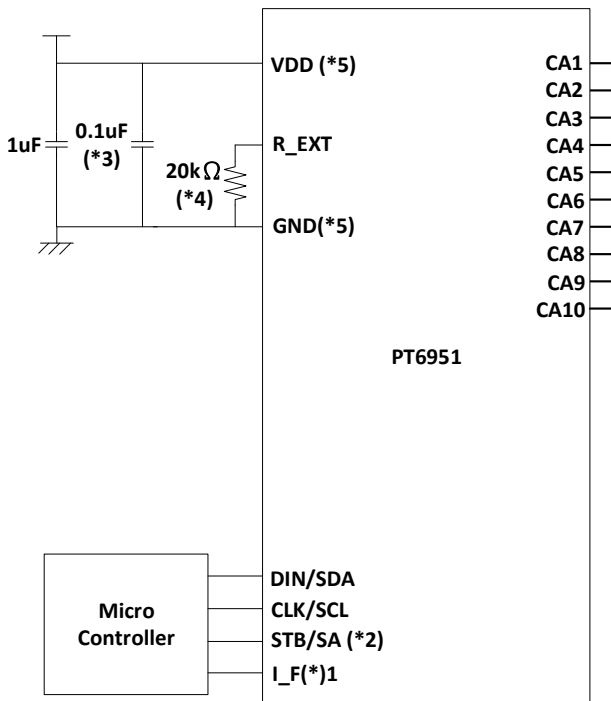 VDD (*5)
1uF
0.1uF
(*3)
R_EXT
20kΩ
(*4)
GND(*5)
CA1
CA2
CA3
CA4
CA5
CA6
CA7
CA8
CA9
CA10
PT6951
Micro
Controller
DIN/SDA
CLK/SCL
STB/SA (*2)
I_F(*)1